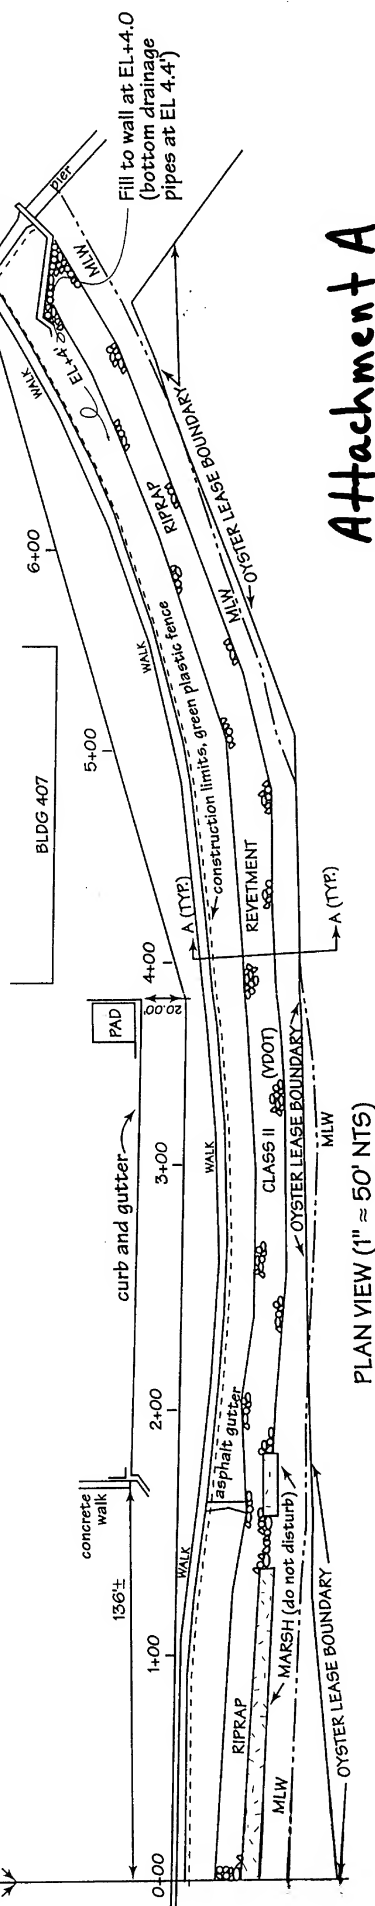 Fill to wall at EL+4.0
(bottom drainage
pipes at EL 4.4')
pier
MLW
EL+4'
WALK
6+00
RIPRAP
OYSTER LEASE BOUNDARY
MLW
OYSTER LEASE BOUNDARY
WALK
construction limits, green plastic fence
5+00
BLDG 407
A (TYP.)
REVETMENT
A (TYP.)
4+00
20.00'
PAD
CLASS II (VDOT)
OYSTER LEASE BOUNDARY
MLW
WALK
3+00
curb and gutter
2+00
asphalt gutter
concrete
walk
136'±
WALK
1+00
MARSH (do not disturb)
RIPRAP
MLW
OYSTER LEASE BOUNDARY
0+00
PLAN VIEW (1" ≈ 50' NTS)
Attachment A